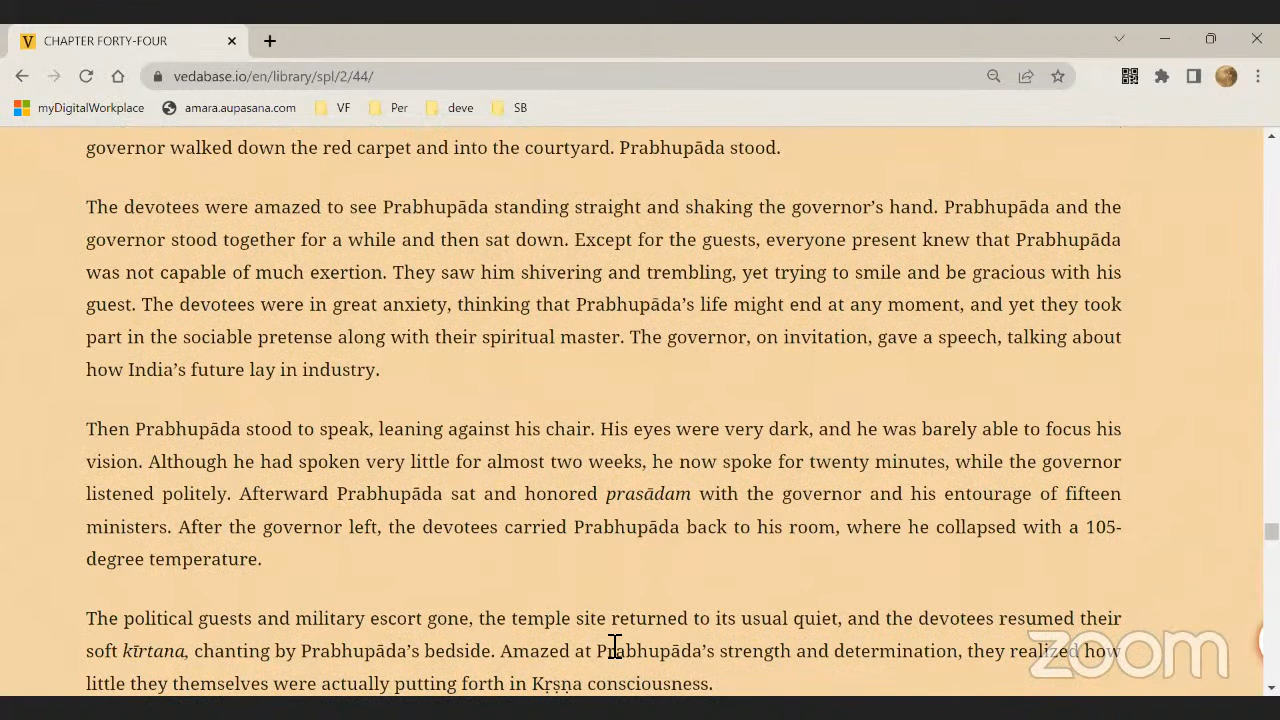 CHAPTER FORTY-FOUR
vedabase.io/en/library/spl/2/44/
myDigitalWorkplace amara.aupasana.com VF Per deve SB
governor walked down the red carpet and into the courtyard. Prabhupāda stood.
The devotees were amazed to see Prabhupāda standing straight and shaking the governor’s hand. Prabhupāda and the
governor stood together for a while and then sat down. Except for the guests, everyone present knew that Prabhupāda
was not capable of much exertion. They saw him shivering and trembling, yet trying to smile and be gracious with his
guest. The devotees were in great anxiety, thinking that Prabhupāda’s life might end at any moment, and yet they took
part in the sociable pretense along with their spiritual master. The governor, on invitation, gave a speech, talking about
how India’s future lay in industry.
Then Prabhupāda stood to speak, leaning against his chair. His eyes were very dark, and he was barely able to focus his
vision. Although he had spoken very little for almost two weeks, he now spoke for twenty minutes, while the governor
listened politely. Afterward Prabhupāda sat and honored prasādam with the governor and his entourage of fifteen
ministers. After the governor left, the devotees carried Prabhupāda back to his room, where he collapsed with a 105-
degree temperature.
The political guests and military escort gone, the temple site returned to its usual quiet, and the devotees resumed their
soft kīrtana, chanting by Prabhupāda’s bedside. Amazed at Prabhupāda’s strength and determination, they realized how
little they themselves were actually putting forth in Kṛṣṇa consciousness.
zoom